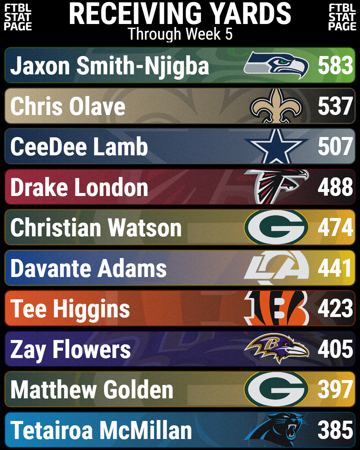 FTBL
STAT
PAGE
RECEIVING YARDS
Through Week 5
FTBL
STAT
PAGE
Jaxon Smith-Njigba 583
Chris Olave 537
CeeDee Lamb 507
Drake London 488
Christian Watson G 474
Davante Adams LA 441
Tee Higgins 423
Zay Flowers 405
Matthew Golden G 397
Tetairoa McMillan 385